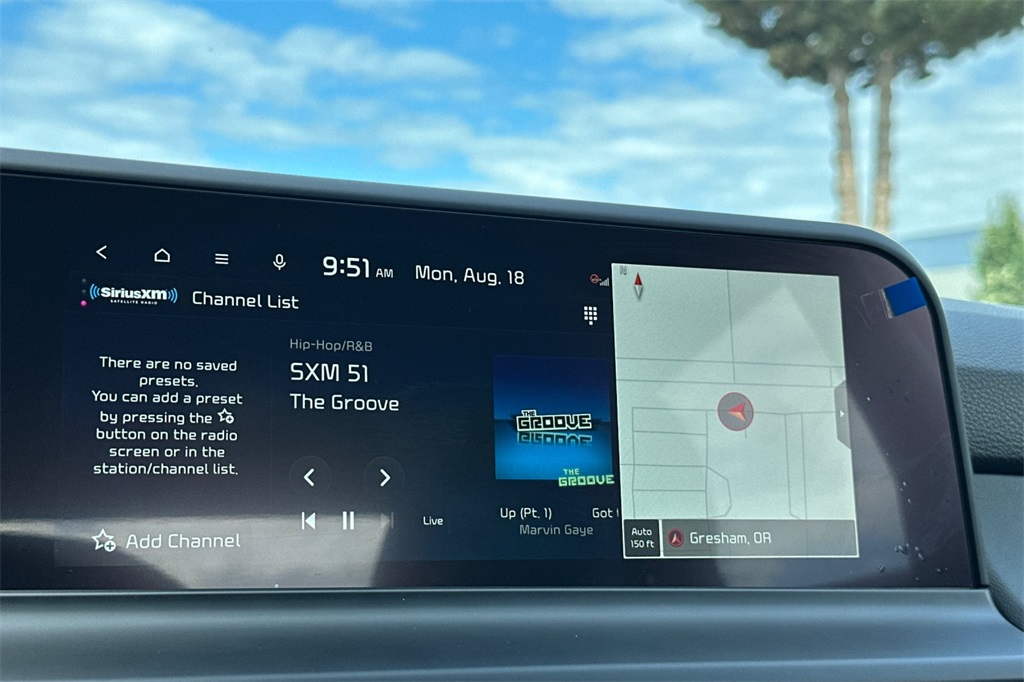 9:51 AM Mon, Aug. 18
SiriusXM
SATELLITE RADIO
Channel List
There are no saved
presets.
You can add a preset
by pressing the
button on the radio
screen or in the
station/channel list.
Add Channel
Hip-Hop/R&B
SXM 51
The Groove
Live
THE
GROOVE
THE
GROOVE
Up (Pt. 1) Got
Marvin Gaye
N
Auto
150 ft
Gresham, OR